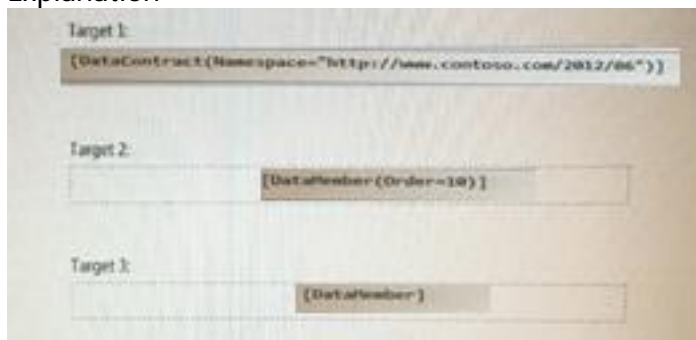 Explanation
Target 1:
[DataContract(Namespace="http://www.contoso.com/2012/06")]
Target 2:
[DataMember(Order=10)]
Target 3:
[DataMember]